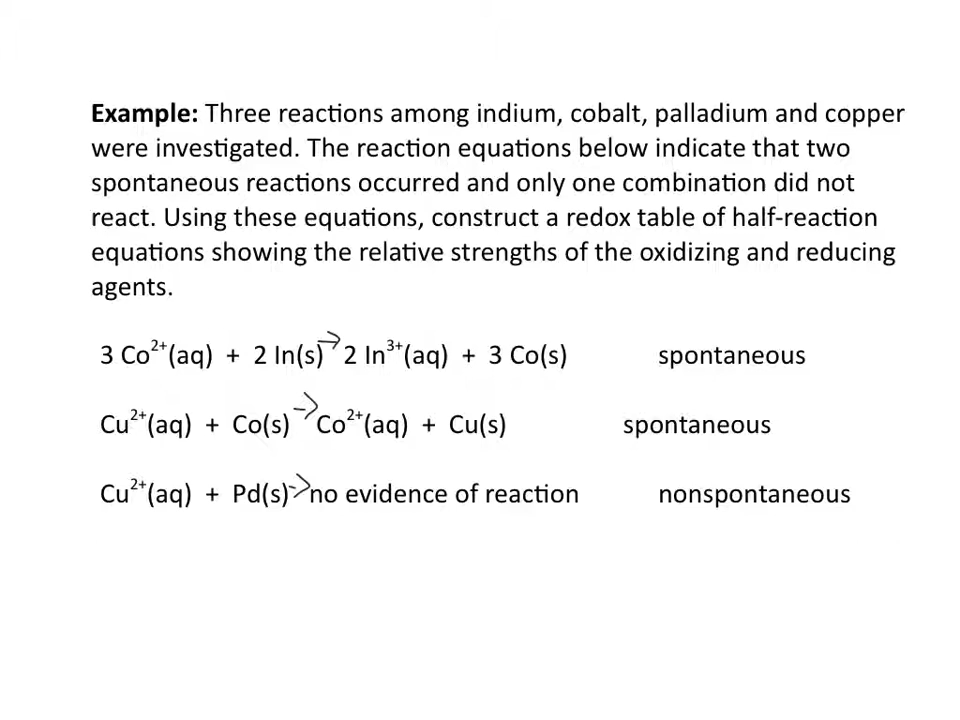 Example: Three reactions among indium, cobalt, palladium and copper
were investigated. The reaction equations below indicate that two
spontaneous reactions occurred and only one combination did not
react. Using these equations, construct a redox table of half-reaction
equations showing the relative strengths of the oxidizing and reducing
agents.
3 Co²⁺(aq) + 2 In(s) → 2 In³⁺(aq) + 3 Co(s) spontaneous
Cu²⁺(aq) + Co(s) → Co²⁺(aq) + Cu(s) spontaneous
Cu²⁺(aq) + Pd(s) → no evidence of reaction nonspontaneous